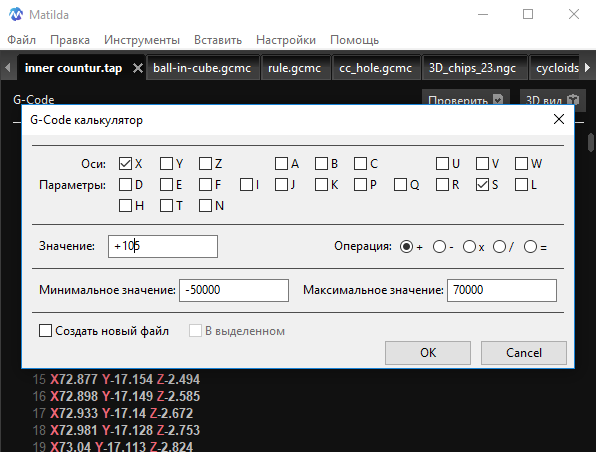 Matilda
Файл Правка Инструменты Вставить Настройки Помощь
inner countur.tap ball-in-cube.gcmc rule.gcmc cc_hole.gcmc 3D_chips_23.ngc cycloids
G-Code Проверить 3D вид
G-Code калькулятор
Оси: X Y Z A B C U V W
Параметры: D E F I J K P Q R S L
H T N
Значение: +105 Операция: + - x / =
Минимальное значение: -50000 Максимальное значение: 70000
Создать новый файл В выделенном
OK Cancel
15 X72.877 Y-17.154 Z-2.494
16 X72.898 Y-17.149 Z-2.585
17 X72.933 Y-17.14 Z-2.672
18 X72.981 Y-17.128 Z-2.753
19 X73.04 Y-17.113 Z-2.824